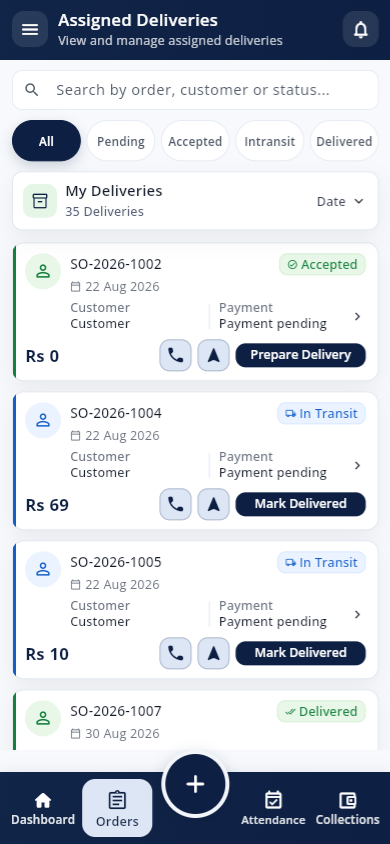 Assigned Deliveries
View and manage assigned deliveries
Search by order, customer or status...
All Pending Accepted Intransit Delivered
My Deliveries
35 Deliveries
Date
SO-2026-1002
Accepted
22 Aug 2026
Customer Payment
Customer Payment pending
Rs 0 Prepare Delivery
SO-2026-1004
In Transit
22 Aug 2026
Customer Payment
Customer Payment pending
Rs 69 Mark Delivered
SO-2026-1005
In Transit
22 Aug 2026
Customer Payment
Customer Payment pending
Rs 10 Mark Delivered
SO-2026-1007
Delivered
30 Aug 2026
Dashboard Orders Attendance Collections